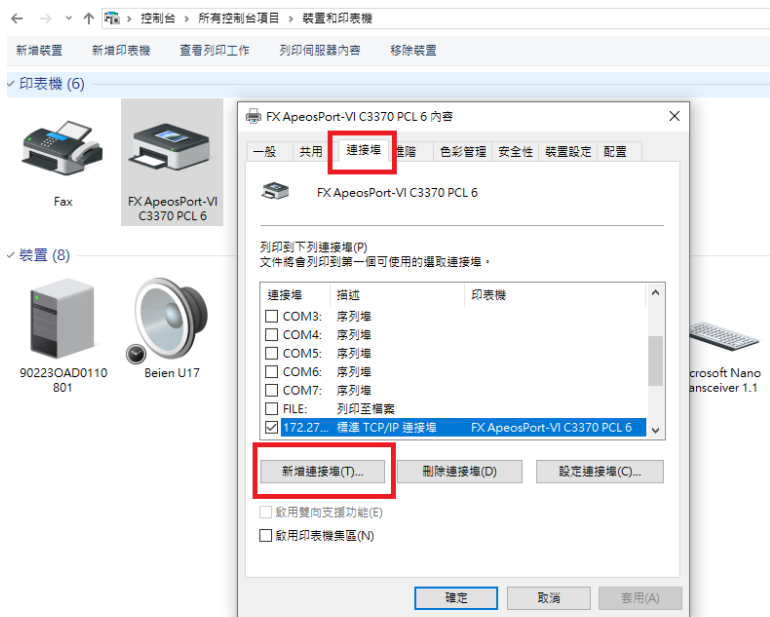 控制台 › 所有控制台項目 › 裝置和印表機
新增裝置 新增印表機 查看列印工作 列印伺服器內容 移除裝置
印表機 (6)
Fax
FX ApeosPort-VI
C3370 PCL 6
裝置 (8)
90223OAD0110
801
Beien U17
crosoft Nano
ansceiver 1.1
FX ApeosPort-VI C3370 PCL 6 內容
一般 共用 連接埠 進階 色彩管理 安全性 裝置設定 配置
FX ApeosPort-VI C3370 PCL 6
列印到下列連接埠(P)
文件將會列印到第一個可使用的選取連接埠。
連接埠 描述 印表機
COM3: 序列埠
COM4: 序列埠
COM5: 序列埠
COM6: 序列埠
COM7: 序列埠
FILE: 列印至檔案
172.27... 標準 TCP/IP 連接埠 FX ApeosPort-VI C3370 PCL 6
新增連接埠(T)... 刪除連接埠(D) 設定連接埠(C)...
啟用雙向支援功能(E)
啟用印表機集區(N)
確定 取消 套用(A)